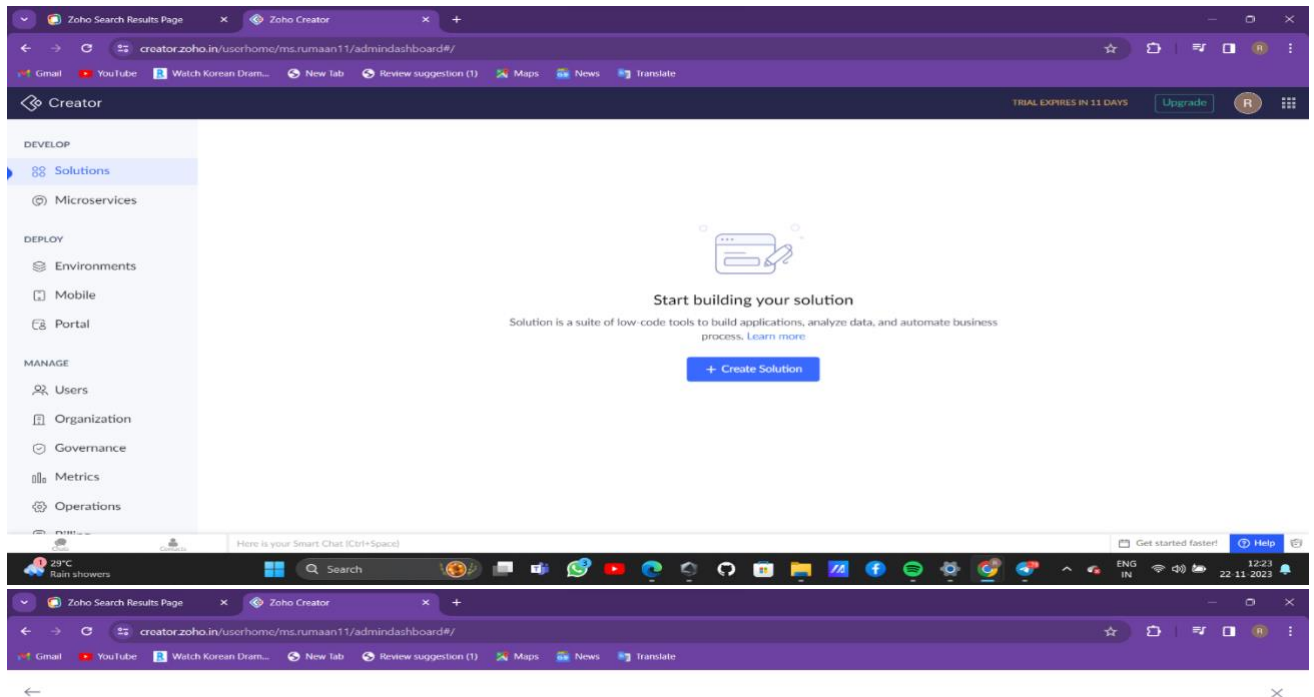 Zoho Search Results Page
Zoho Creator
creator.zoho.in/userhome/ms.rumaan11/admindashboard#/
R
Gmail YouTube Watch Korean Dram... New Tab Review suggestion (1) Maps News Translate
Creator
TRIAL EXPIRES IN 11 DAYS
Upgrade
R
DEVELOP
Solutions
Microservices
DEPLOY
Environments
Mobile
Portal
MANAGE
Users
Organization
Governance
Metrics
Operations
Start building your solution
Solution is a suite of low-code tools to build applications, analyze data, and automate business
process. Learn more
+ Create Solution
Chats
Contacts
Here is your Smart Chat (Ctrl+Space)
Get started faster!
Help
29°C
Rain showers
Search
ENG
IN
12:23
22-11-2023
Zoho Search Results Page
Zoho Creator
creator.zoho.in/userhome/ms.rumaan11/admindashboard#/
R
Gmail YouTube Watch Korean Dram... New Tab Review suggestion (1) Maps News Translate